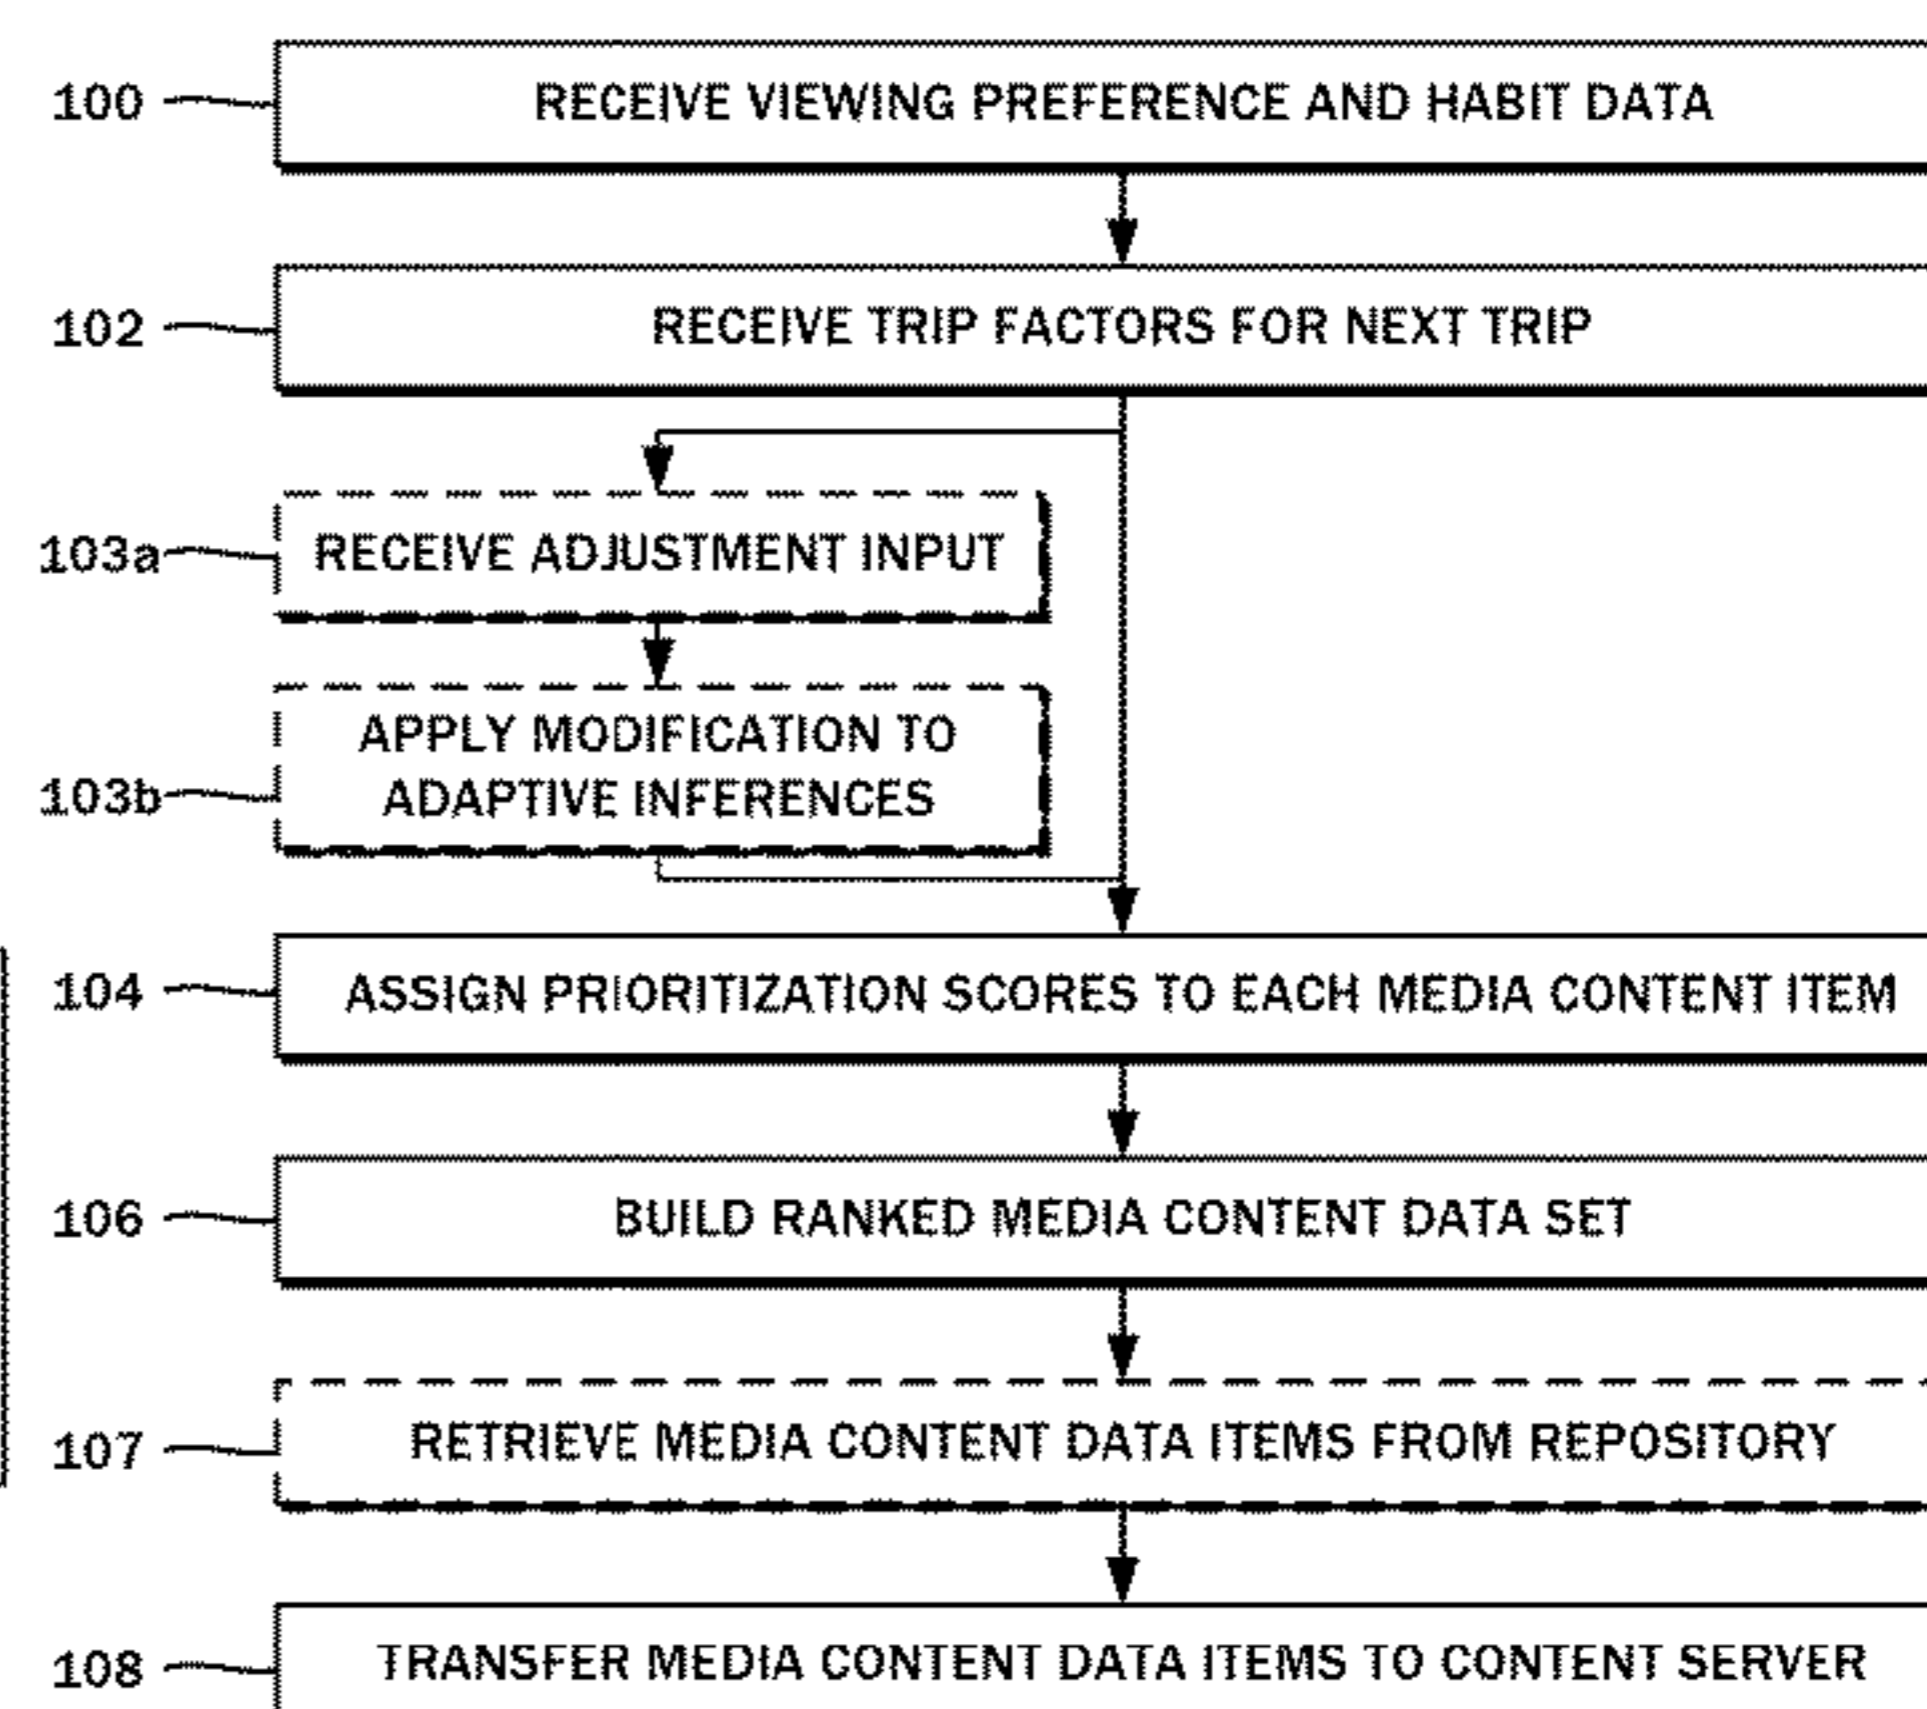 100 RECEIVE VIEWING PREFERENCE AND HABIT DATA
102 RECEIVE TRIP FACTORS FOR NEXT TRIP
103a RECEIVE ADJUSTMENT INPUT
APPLY MODIFICATION TO
103b ADAPTIVE INFERENCES
104 ASSIGN PRIORITIZATION SCORES TO EACH MEDIA CONTENT ITEM
106 BUILD RANKED MEDIA CONTENT DATA SET
107 RETRIEVE MEDIA CONTENT DATA ITEMS FROM REPOSITORY
108 TRANSFER MEDIA CONTENT DATA ITEMS TO CONTENT SERVER